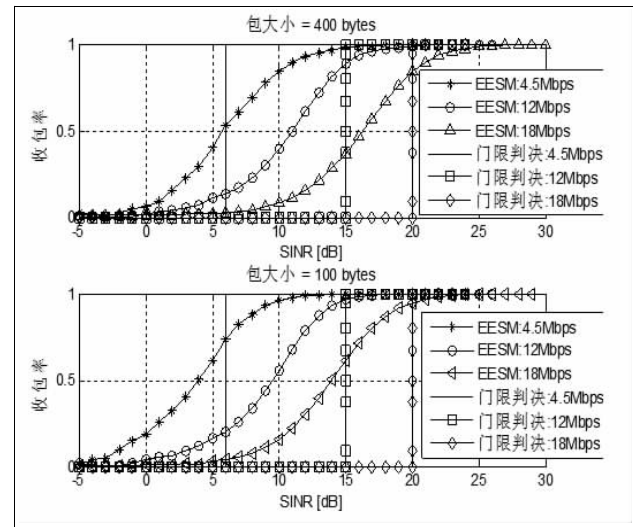 包大小 = 400 bytes
收包率
1
0.5
0
-5 0 5 10 15 20 25 30
SINR [dB]
EESM:4.5Mbps
EESM:12Mbps
EESM:18Mbps
门限判决:4.5Mbps
门限判决:12Mbps
门限判决:18Mbps
包大小 = 100 bytes
收包率
1
0.5
0
-5 0 5 10 15 20 25 30
SINR [dB]
EESM:4.5Mbps
EESM:12Mbps
EESM:18Mbps
门限判决:4.5Mbps
门限判决:12Mbps
门限判决:18Mbps